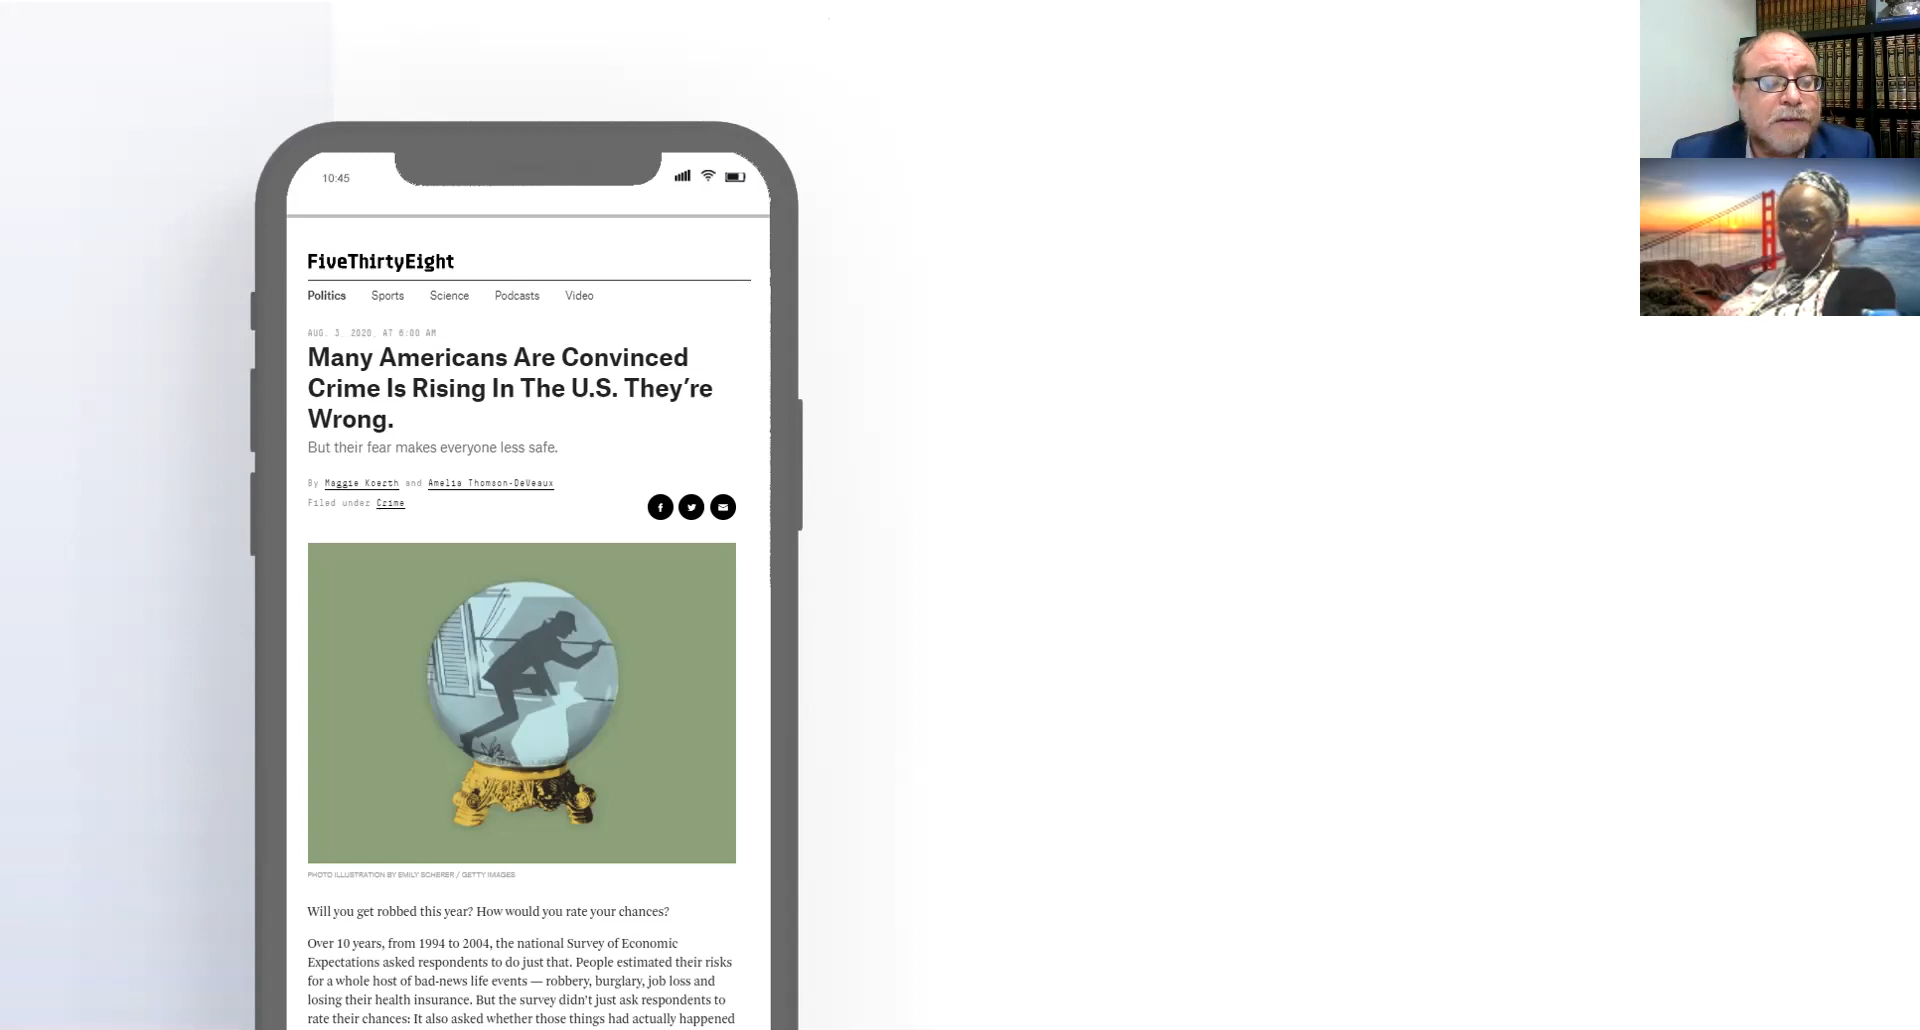 10:45
FiveThirtyEight
Politics Sports Science Podcasts Video
AUG. 3, 2020, AT 6:00 AM
Many Americans Are Convinced
Crime Is Rising In The U.S. They’re
Wrong.
But their fear makes everyone less safe.
By Maggie Koerth and Amelia Thomson-DeVeaux
Filed under Crime
PHOTO ILLUSTRATION BY EMILY SCHERER / GETTY IMAGES
Will you get robbed this year? How would you rate your chances?
Over 10 years, from 1994 to 2004, the national Survey of Economic
Expectations asked respondents to do just that. People estimated their risks
for a whole host of bad-news life events — robbery, burglary, job loss and
losing their health insurance. But the survey didn’t just ask respondents to
rate their chances: It also asked whether those things had actually happened